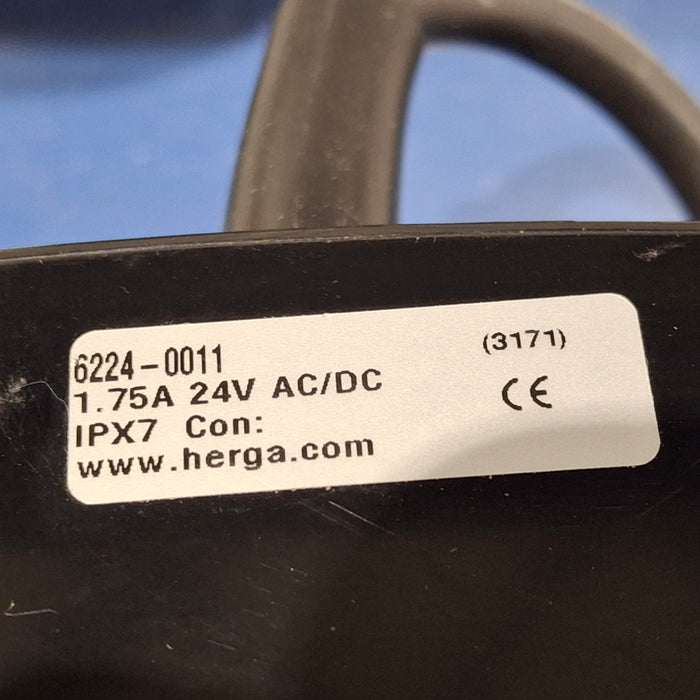 6224-0011
(3171)
1.75A 24V AC/DC
CE
IPX7 Con:
www.herga.com